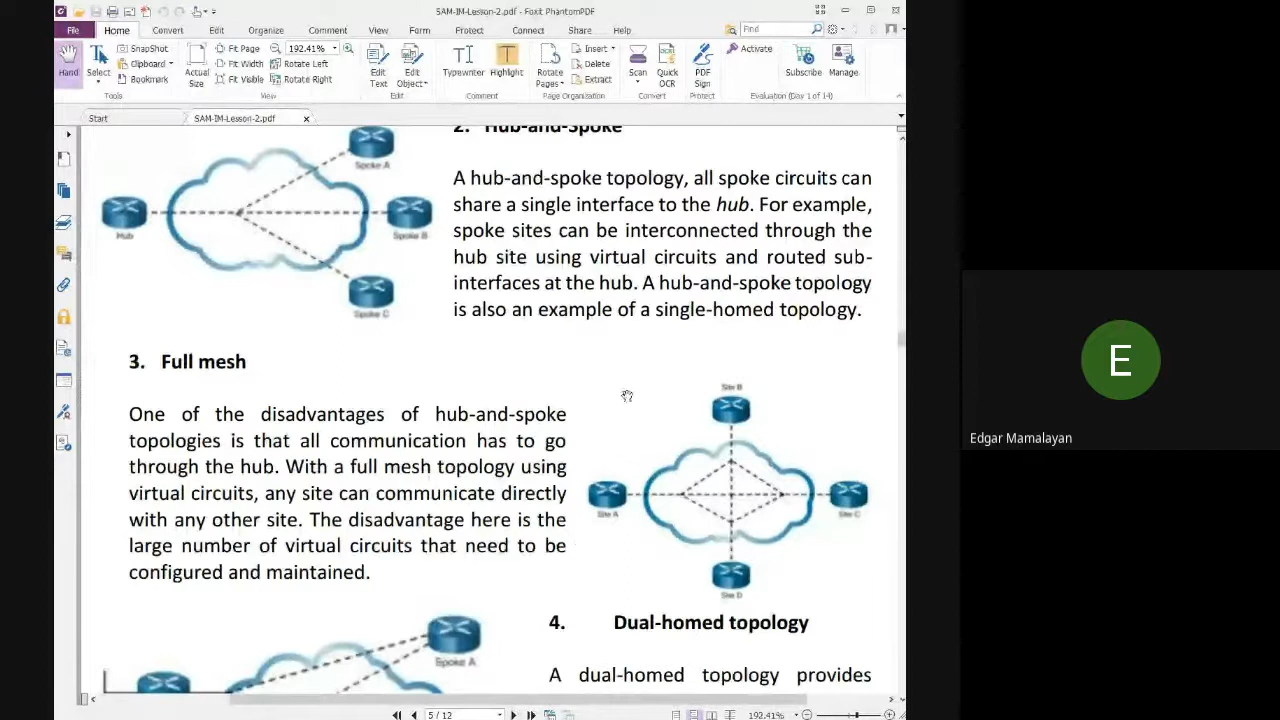 SAM-IM-Lesson-2.pdf - Foxit PhantomPDF
File Home Convert Edit Organize Comment View Form Protect Connect Share Help Find
SnapShot
Clipboard
Bookmark
Hand
Select
Tools
Actual Size
Fit Page
Fit Width
Fit Visible
192.41%
Rotate Left
Rotate Right
View
Edit Text
Edit Object
Edit
Typewriter
Highlight
Comment
Rotate Pages
Insert
Delete
Extract
Page Organization
Scan
Quick OCR
Convert
PDF Sign
Protect
Activate
Subscribe
Manage
Evaluation (Day 1 of 14)
Start
SAM-IM-Lesson-2.pdf
2. Hub-and-Spoke
Spoke A
Hub
Spoke B
Spoke C
A hub-and-spoke topology, all spoke circuits can
share a single interface to the hub. For example,
spoke sites can be interconnected through the
hub site using virtual circuits and routed sub-
interfaces at the hub. A hub-and-spoke topology
is also an example of a single-homed topology.
3. Full mesh
One of the disadvantages of hub-and-spoke
topologies is that all communication has to go
through the hub. With a full mesh topology using
virtual circuits, any site can communicate directly
with any other site. The disadvantage here is the
large number of virtual circuits that need to be
configured and maintained.
Site B
Site A
Site C
Site D
4. Dual-homed topology
A dual-homed topology provides
Spoke A
5 / 12
192.41%
E
Edgar Mamalayan